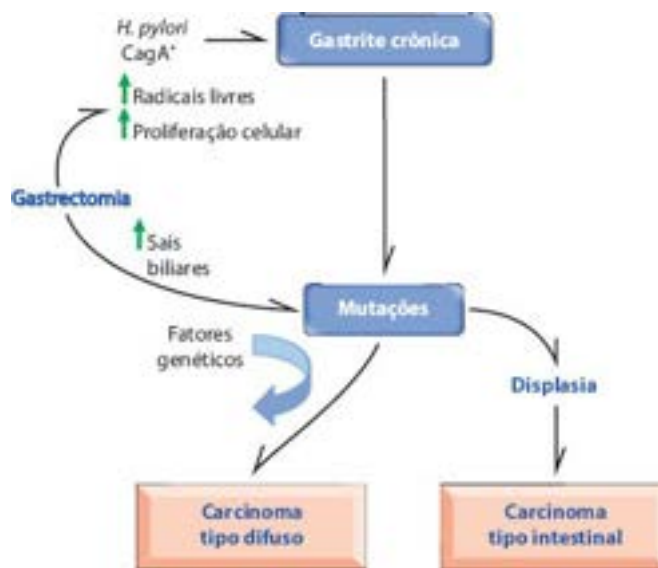 H. pylori
CagA⁺
Gastrite crônica
Radicais livres
Proliferação celular
Gastrectomia
Sais
biliares
Mutações
Fatores
genéticos
Displasia
Carcinoma
tipo difuso
Carcinoma
tipo intestinal